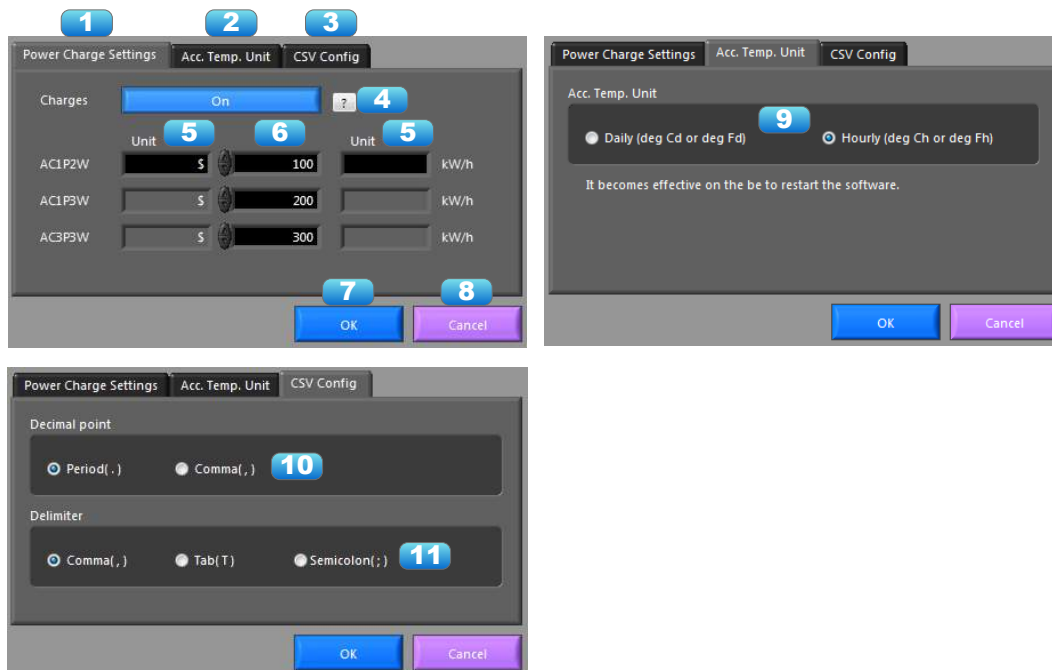 1 2 3
Power Charge Settings Acc. Temp. Unit CSV Config
Charges On ? 4
Unit 5 6 Unit 5
AC1P2W $ 100 kW/h
AC1P3W $ 200 kW/h
AC3P3W $ 300 kW/h
7 8
OK Cancel
Power Charge Settings Acc. Temp. Unit CSV Config
Acc. Temp. Unit
9
Daily (deg Cd or deg Fd) Hourly (deg Ch or deg Fh)
It becomes effective on the be to restart the software.
OK Cancel
Power Charge Settings Acc. Temp. Unit CSV Config
Decimal point
Period( . ) Comma( , ) 10
Delimiter
Comma( , ) Tab(T) Semicolon( ; ) 11
OK Cancel